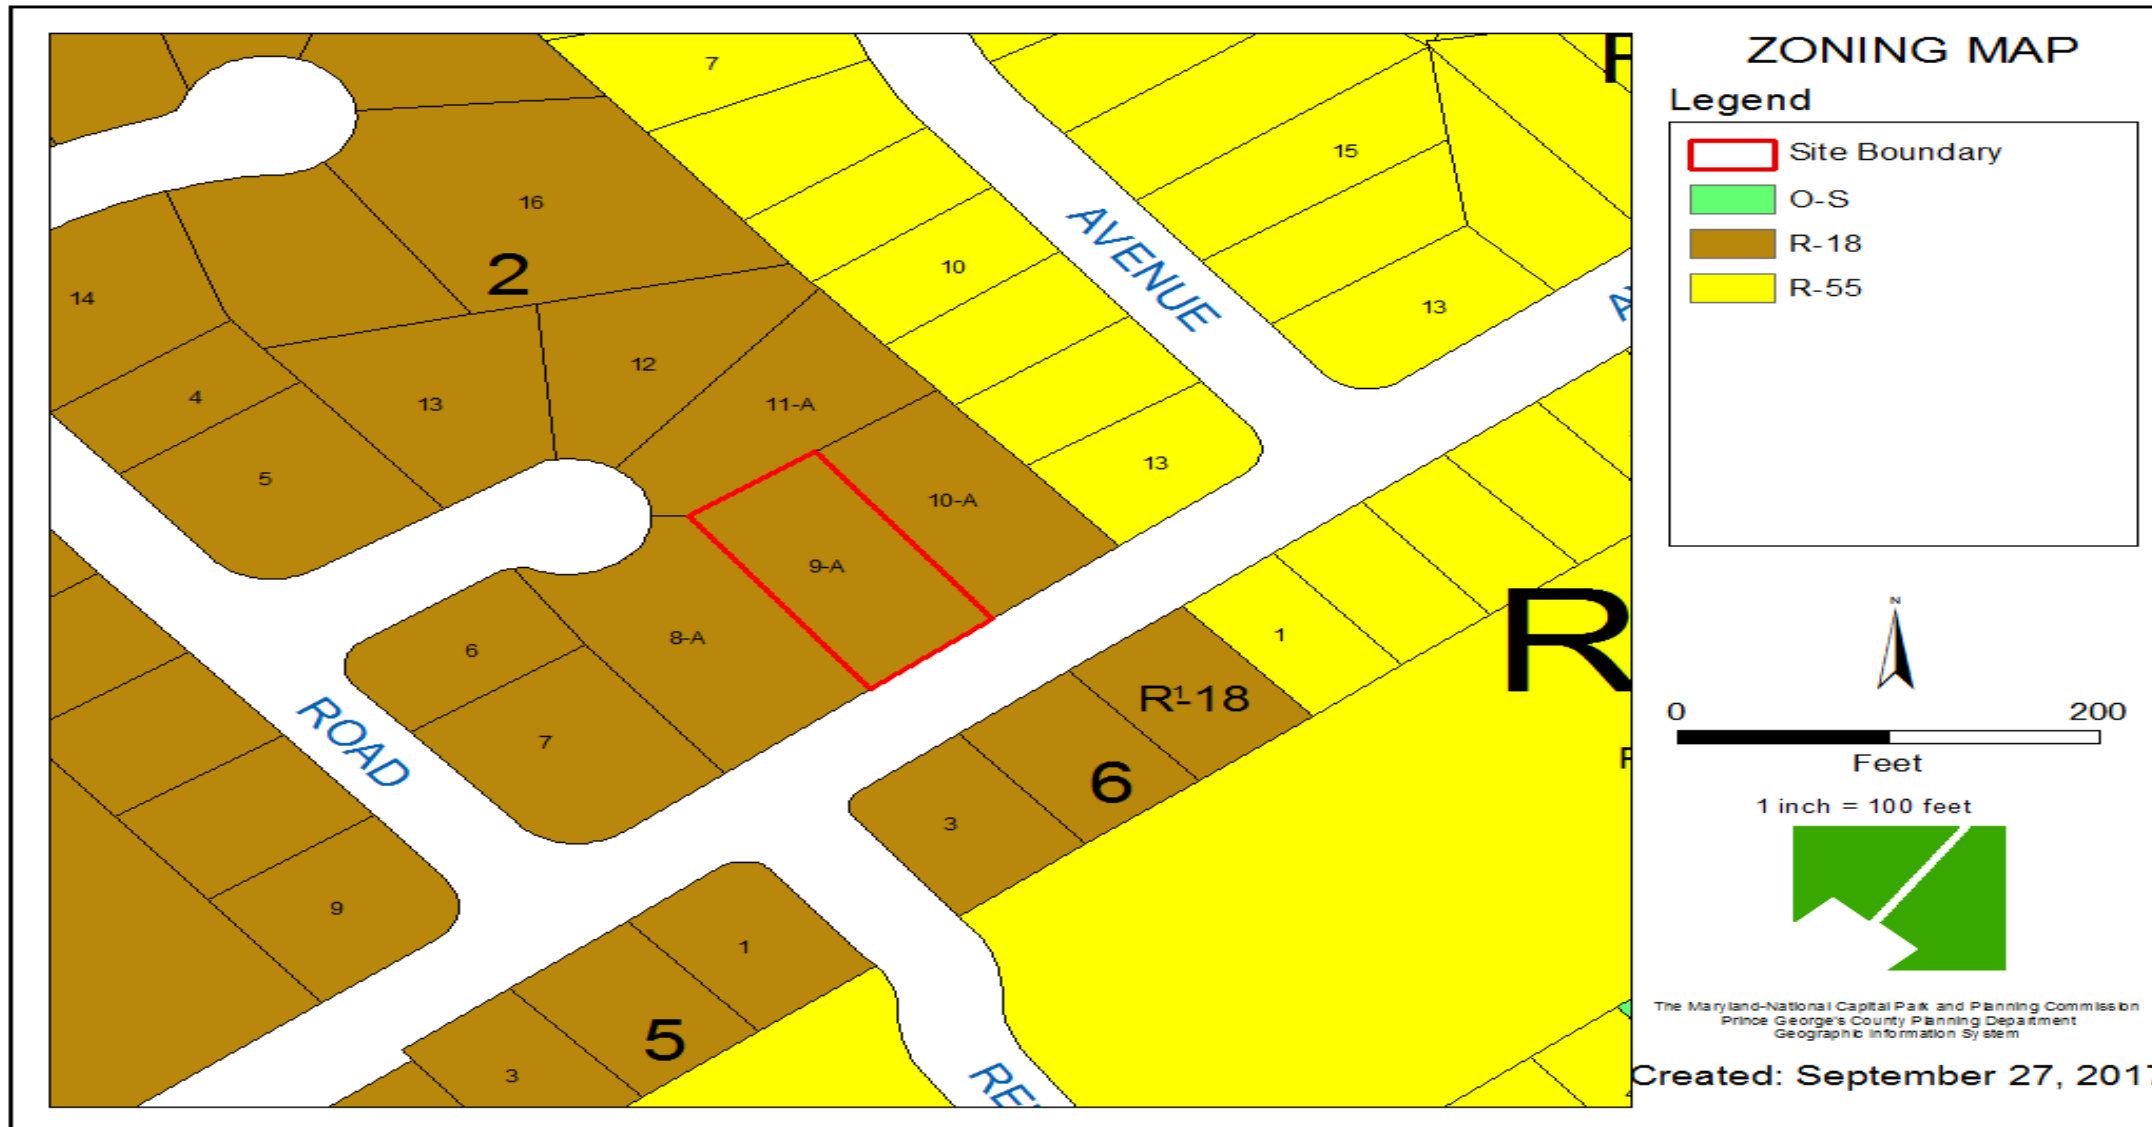 ZONING MAP
Legend
Site Boundary
O-S
R-18
R-55
N
0 200
Feet
1 inch = 100 feet
The Maryland-National Capital Park and Planning Commission
Prince George's County Planning Department
Geographic Information System
Created: September 27, 2017
7
15
16
AVENUE
10
2
14
13
12
4
13
11-A
5
13
10-A
9-A
R
1
8-A
6
R-18
1
ROAD
7
6
3
9
1
5
3